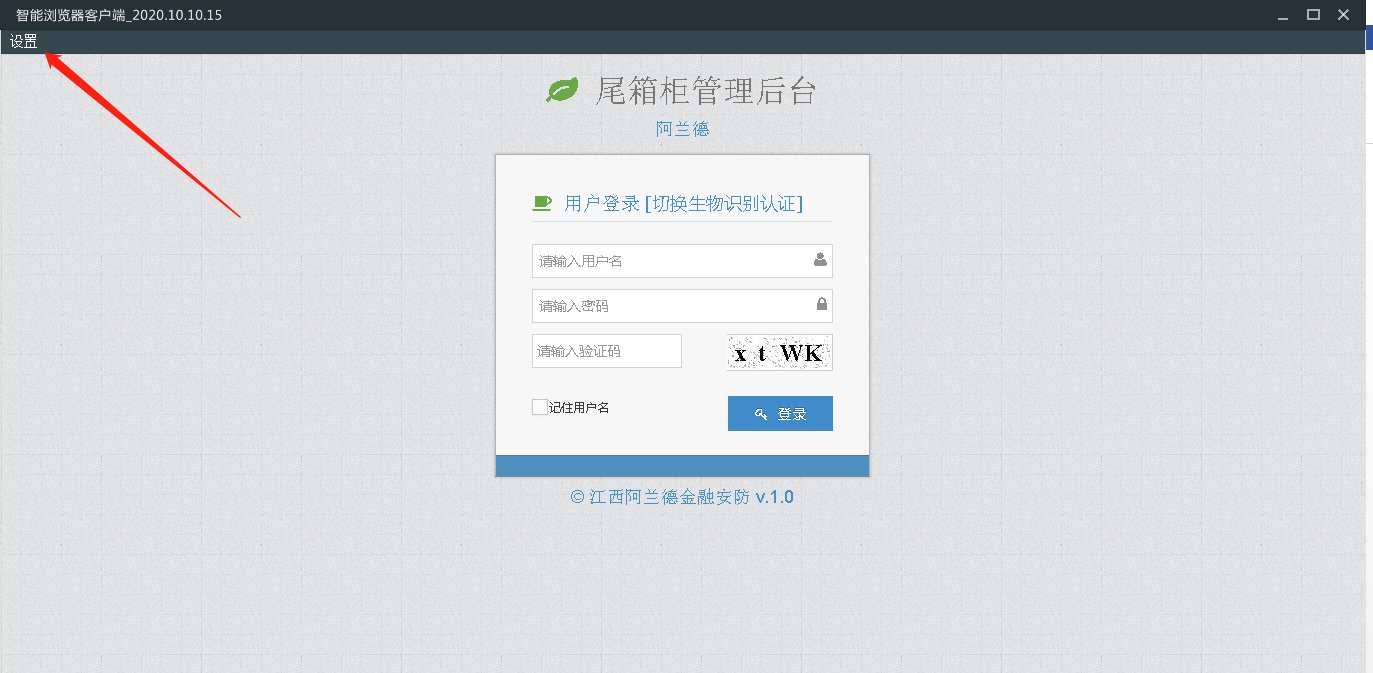 智能浏览器客户端_2020.10.10.15
设置
尾箱柜管理后台
阿兰德
用户登录 [切换生物识别认证]
请输入用户名
请输入密码
请输入验证码
x t WK
记住用户名
登录
© 江西阿兰德金融安防 v.1.0